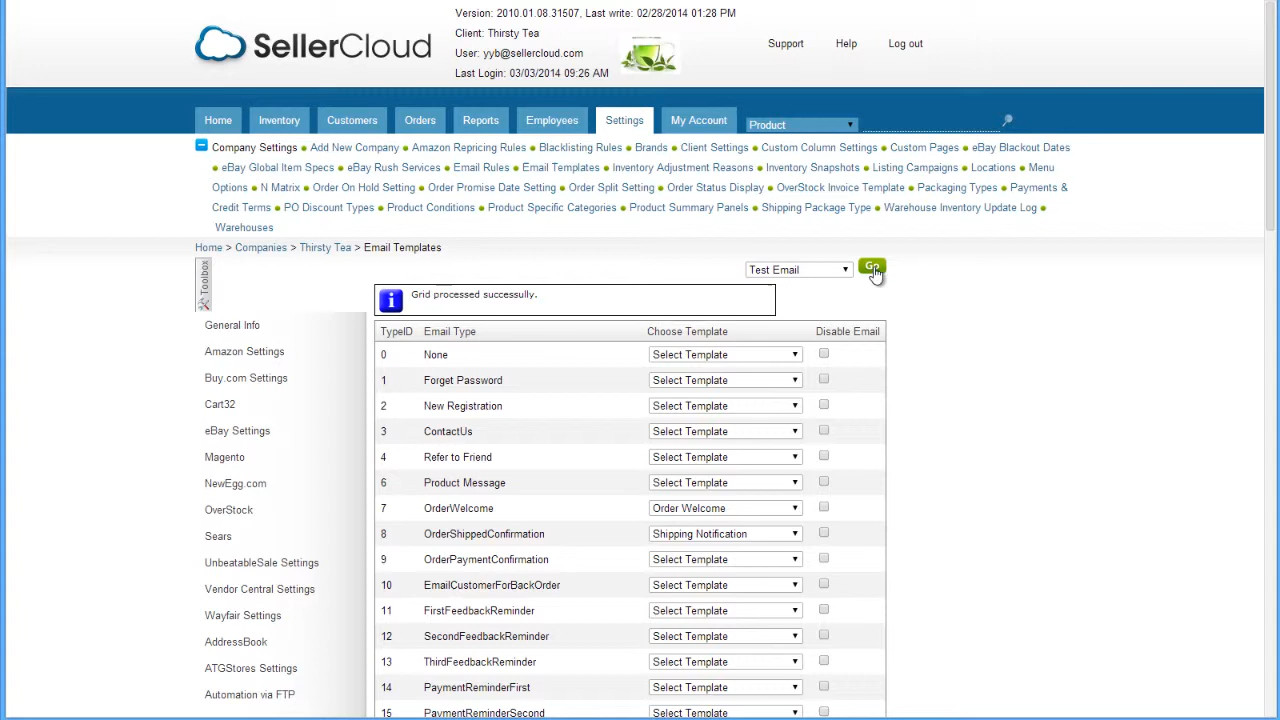 SellerCloud
Version: 2010.01.08.31507, Last write: 02/28/2014 01:28 PM
Client: Thirsty Tea
User: yyb@sellercloud.com
Last Login: 03/03/2014 09:26 AM
Support Help Log out
Home Inventory Customers Orders Reports Employees Settings My Account Product
Company Settings Add New Company Amazon Repricing Rules Blacklisting Rules Brands Client Settings Custom Column Settings Custom Pages eBay Blackout Dates
eBay Global Item Specs eBay Rush Services Email Rules Email Templates Inventory Adjustment Reasons Inventory Snapshots Listing Campaigns Locations Menu
Options N Matrix Order On Hold Setting Order Promise Date Setting Order Split Setting Order Status Display OverStock Invoice Template Packaging Types Payments &
Credit Terms PO Discount Types Product Conditions Product Specific Categories Product Summary Panels Shipping Package Type Warehouse Inventory Update Log
Warehouses
Home > Companies > Thirsty Tea > Email Templates
Toolbox
Test Email Go
Grid processed successfully.
General Info
Amazon Settings
Buy.com Settings
Cart32
eBay Settings
Magento
NewEgg.com
OverStock
Sears
UnbeatableSale Settings
Vendor Central Settings
Wayfair Settings
AddressBook
ATGStores Settings
Automation via FTP
TypeID Email Type Choose Template Disable Email
0 None Select Template
1 Forget Password Select Template
2 New Registration Select Template
3 ContactUs Select Template
4 Refer to Friend Select Template
6 Product Message Select Template
7 OrderWelcome Order Welcome
8 OrderShippedConfirmation Shipping Notification
9 OrderPaymentConfirmation Select Template
10 EmailCustomerForBackOrder Select Template
11 FirstFeedbackReminder Select Template
12 SecondFeedbackReminder Select Template
13 ThirdFeedbackReminder Select Template
14 PaymentReminderFirst Select Template
15 PaymentReminderSecond Select Template